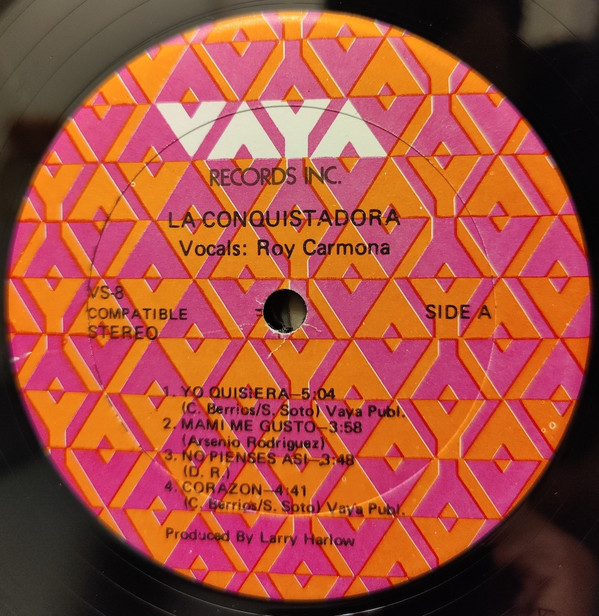 VAYA
RECORDS INC.
LA CONQUISTADORA
Vocals: Roy Carmona
VS-8
COMPATIBLE
STEREO
SIDE A
1. YO QUISIERA—5:04
(C. Berrios/S. Soto) Vaya Publ.
2. MAMI ME GUSTO—3:58
(Arsenio Rodriguez)
3. NO PIENSES ASI—3:48
(D. R.)
4. CORAZON—4:41
(C. Berrios/S. Soto) Vaya Publ.
Produced By Larry Harlow